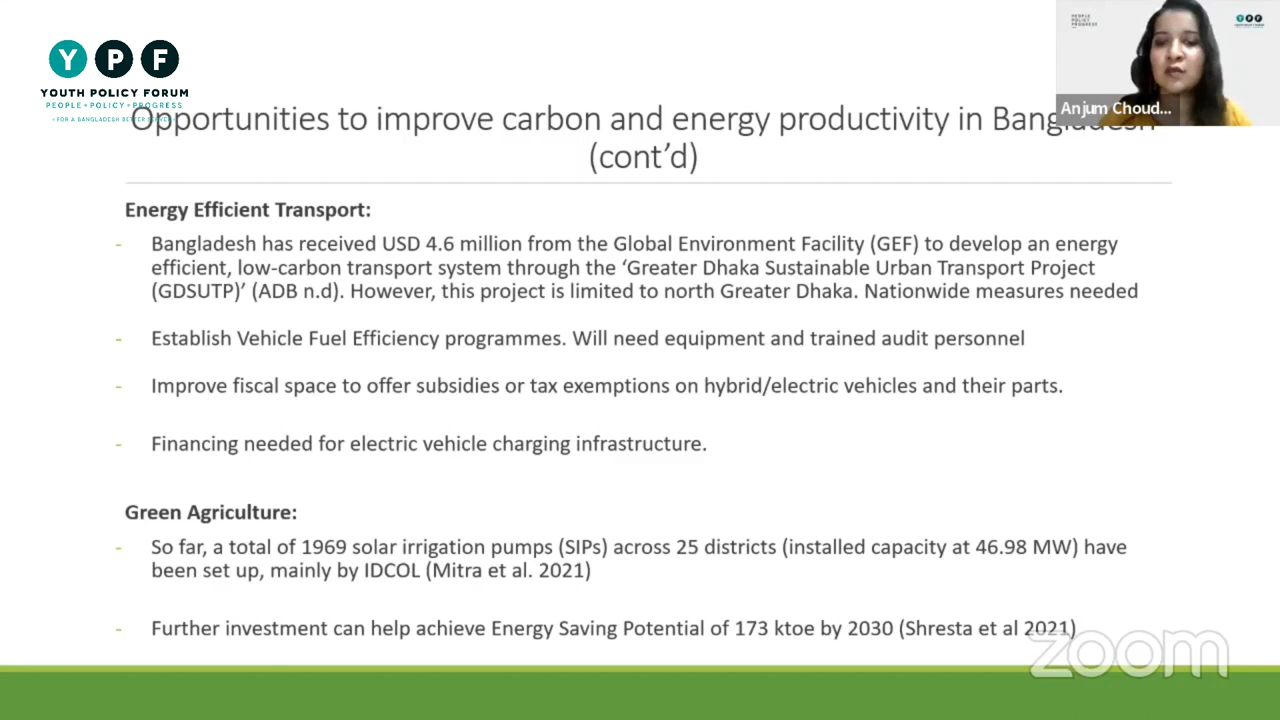 Y P F
YOUTH POLICY FORUM
PEOPLE • POLICY • PROGRESS
PEOPLE
POLICY
PROGRESS
Y P F
Anjum Choud...
Opportunities to improve carbon and energy productivity in Bangladesh
(cont’d)
Energy Efficient Transport:
- Bangladesh has received USD 4.6 million from the Global Environment Facility (GEF) to develop an energy
efficient, low-carbon transport system through the ‘Greater Dhaka Sustainable Urban Transport Project
(GDSUTP)’ (ADB n.d). However, this project is limited to north Greater Dhaka. Nationwide measures needed
- Establish Vehicle Fuel Efficiency programmes. Will need equipment and trained audit personnel
- Improve fiscal space to offer subsidies or tax exemptions on hybrid/electric vehicles and their parts.
- Financing needed for electric vehicle charging infrastructure.
Green Agriculture:
- So far, a total of 1969 solar irrigation pumps (SIPs) across 25 districts (installed capacity at 46.98 MW) have
been set up, mainly by IDCOL (Mitra et al. 2021)
- Further investment can help achieve Energy Saving Potential of 173 ktoe by 2030 (Shresta et al 2021)
zoom